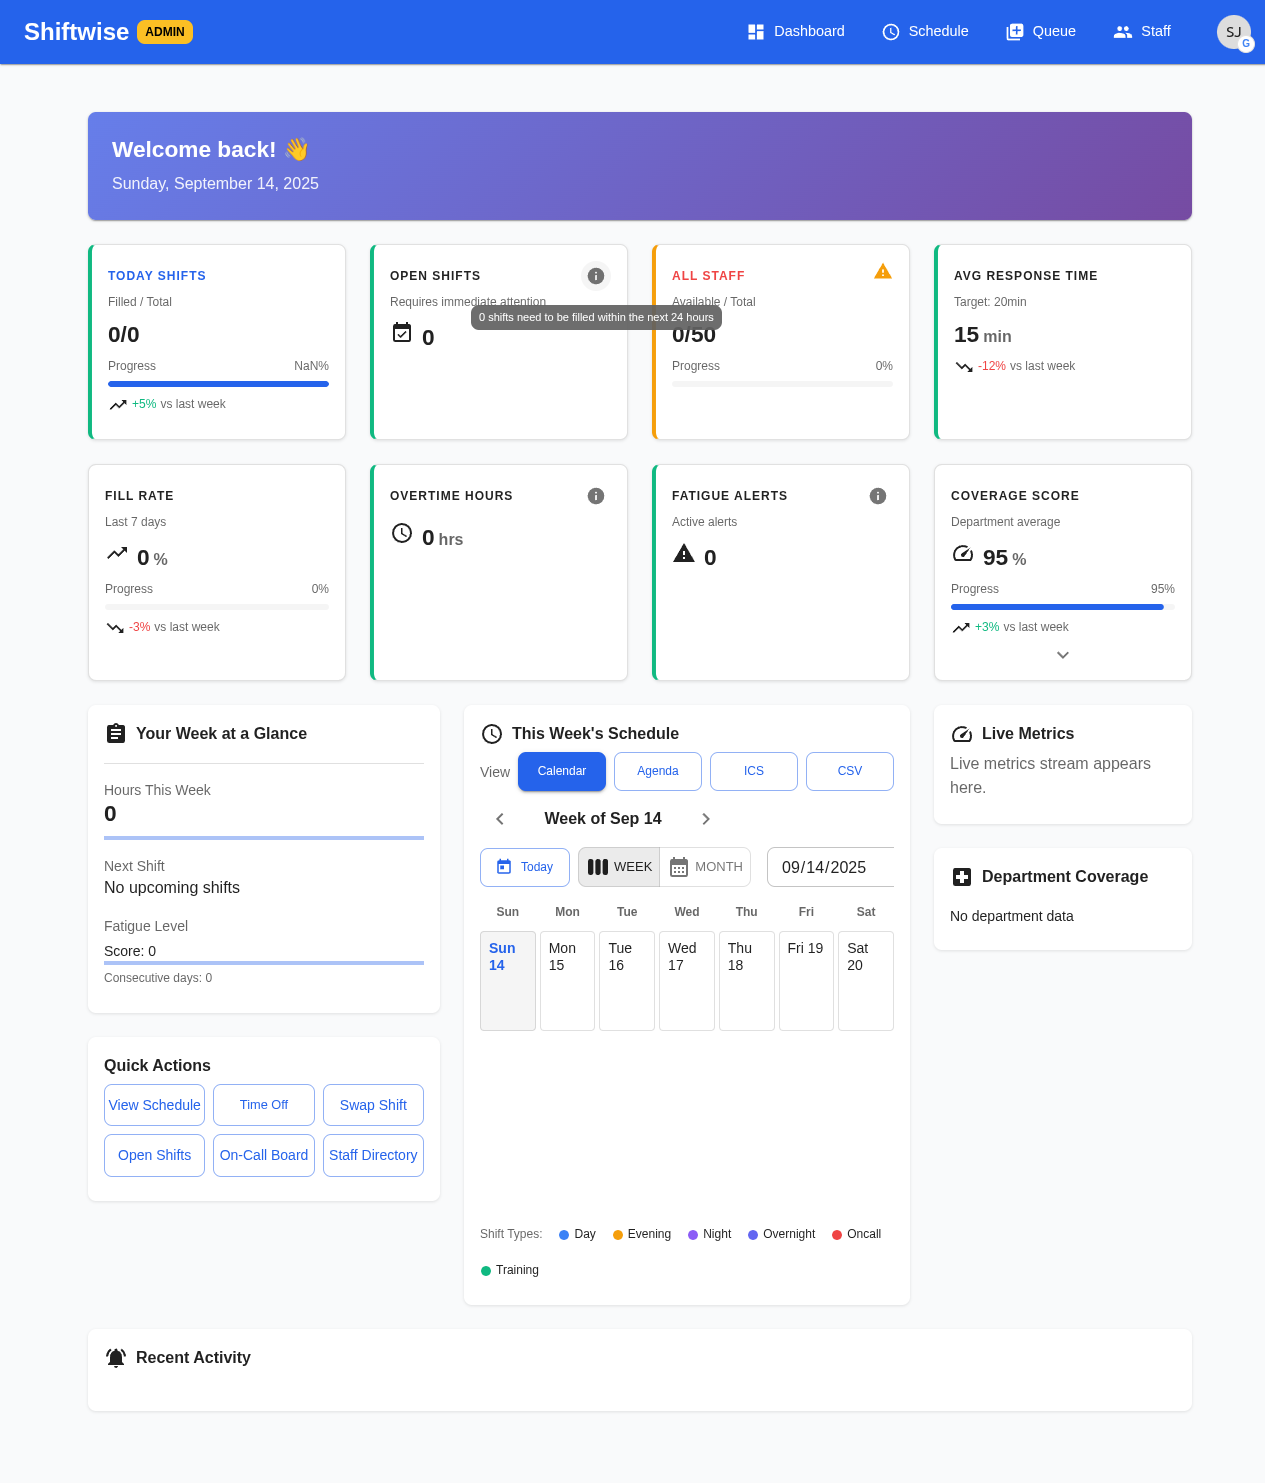 Shiftwise ADMIN Dashboard Schedule Queue Staff SJ G
Welcome back! 👋
Sunday, September 14, 2025
TODAY SHIFTS
Filled / Total
0/0
Progress NaN%
+5% vs last week
OPEN SHIFTS
Requires immediate attention
0 shifts need to be filled within the next 24 hours
0
ALL STAFF
Available / Total
0/50
Progress 0%
AVG RESPONSE TIME
Target: 20min
15 min
-12% vs last week
FILL RATE
Last 7 days
0 %
Progress 0%
-3% vs last week
OVERTIME HOURS
0 hrs
FATIGUE ALERTS
Active alerts
0
COVERAGE SCORE
Department average
95 %
Progress 95%
+3% vs last week
Your Week at a Glance
Hours This Week
0
Next Shift
No upcoming shifts
Fatigue Level
Score: 0
Consecutive days: 0
Quick Actions
View Schedule Time Off Swap Shift
Open Shifts On-Call Board Staff Directory
This Week's Schedule
View Calendar Agenda ICS CSV
Week of Sep 14
Today WEEK MONTH 09/14/2025
Sun Mon Tue Wed Thu Fri Sat
Sun Mon Tue Wed Thu Fri 19 Sat
14 15 16 17 18 20
Shift Types: Day Evening Night Overnight Oncall
Training
Live Metrics
Live metrics stream appears
here.
Department Coverage
No department data
Recent Activity